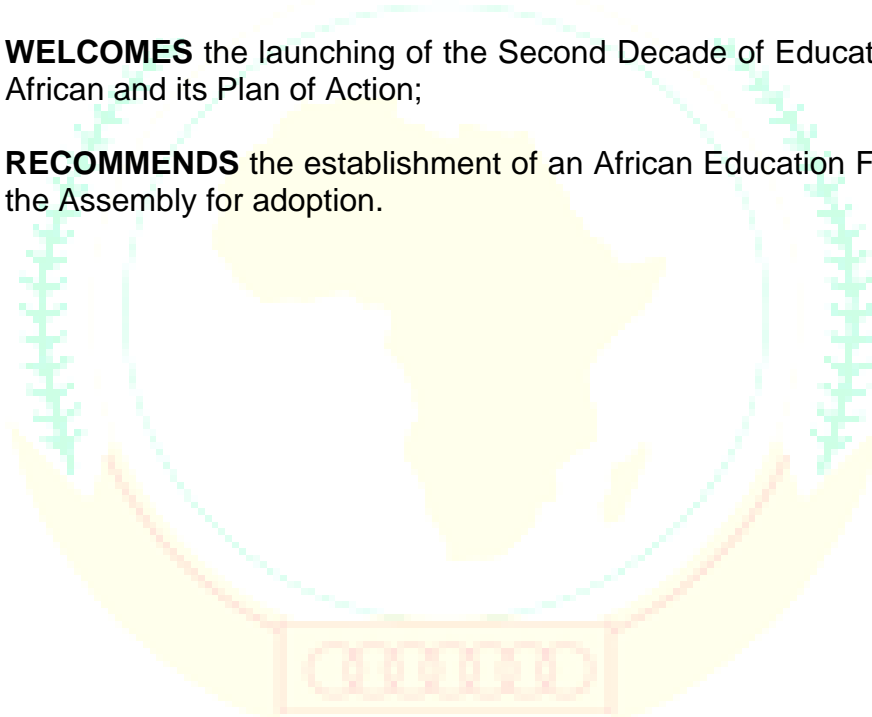 WELCOMES the launching of the Second Decade of Educat
African and its Plan of Action;
RECOMMENDS the establishment of an African Education F
the Assembly for adoption.